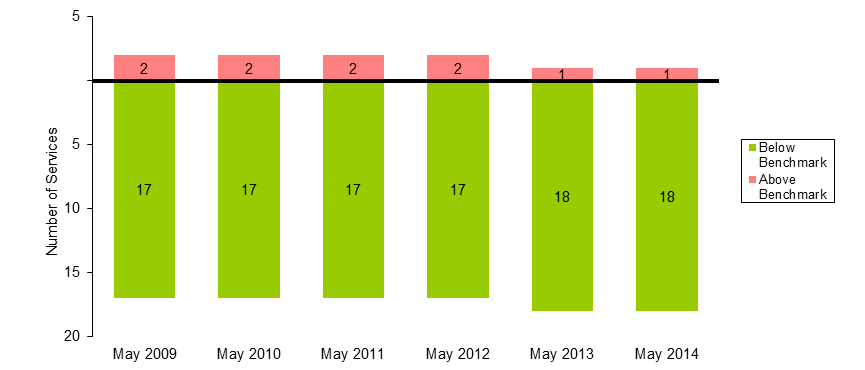 5
2
2
2
2
1
1
5
10
15
20
Number of Services
17
17
17
17
18
18
Below
Benchmark
Above
Benchmark
May 2009
May 2010
May 2011
May 2012
May 2013
May 2014